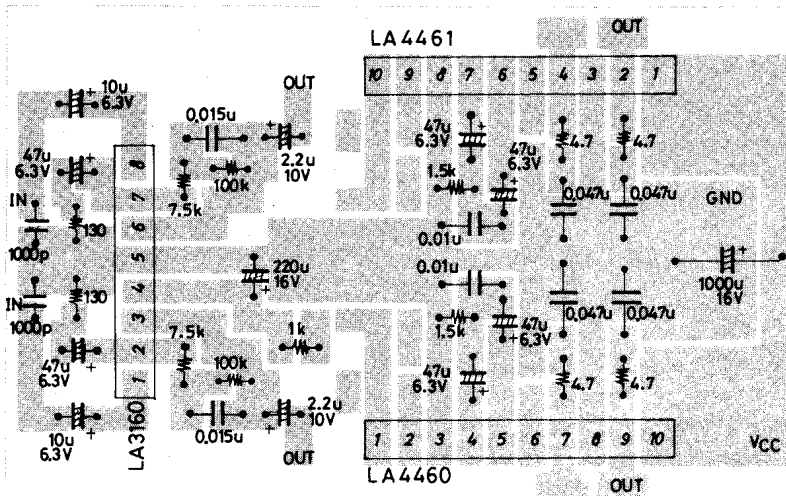 LA4461
OUT
10 9 8 7 6 5 4 3 2 1
10u
6.3V
+
OUT
0.015u
+
2.2u
10V
47u
6.3V
+
47u
6.3V
+
4.7
4.7
47u
6.3V
+
8 7 6 5 4 3 2 1
LA3160
7.5k
100k
1.5k
0.047u
0.047u
GND
IN
1000p
130
0.01u
220u
16V
+
0.01u
1000u
16V
+
IN
1000p
130
7.5k
1k
1.5k
47u
6.3V
+
0.047u
0.047u
47u
6.3V
+
100k
47u
6.3V
+
4.7
4.7
10u
6.3V
+
0.015u
+
2.2u
10V
OUT
1 2 3 4 5 6 7 8 9 10
LA4460
VCC
OUT